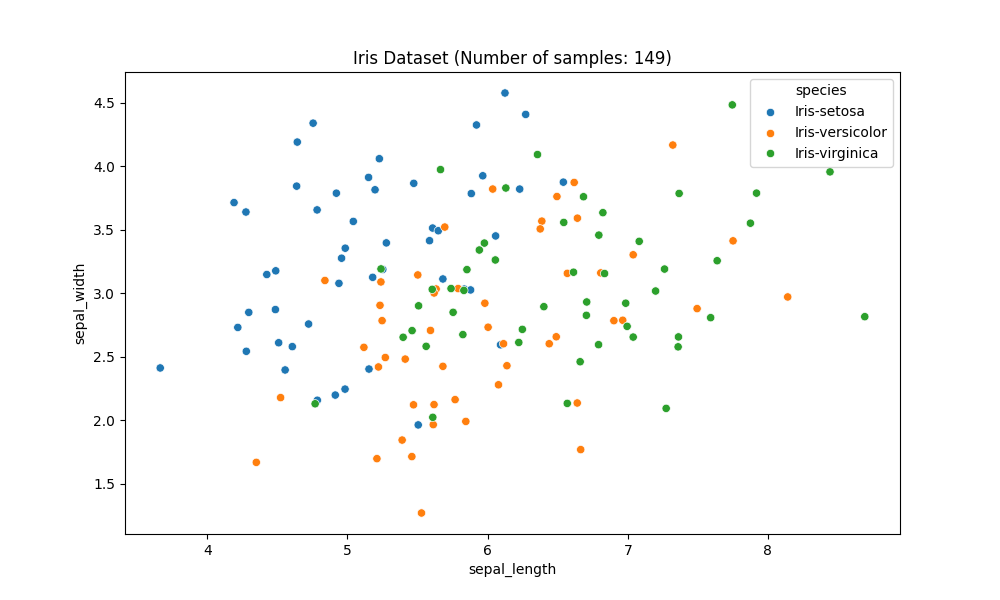 Iris Dataset (Number of samples: 149)
species
Iris-setosa
Iris-versicolor
Iris-virginica
sepal_width
4.5
4.0
3.5
3.0
2.5
2.0
1.5
4 5 6 7 8
sepal_length